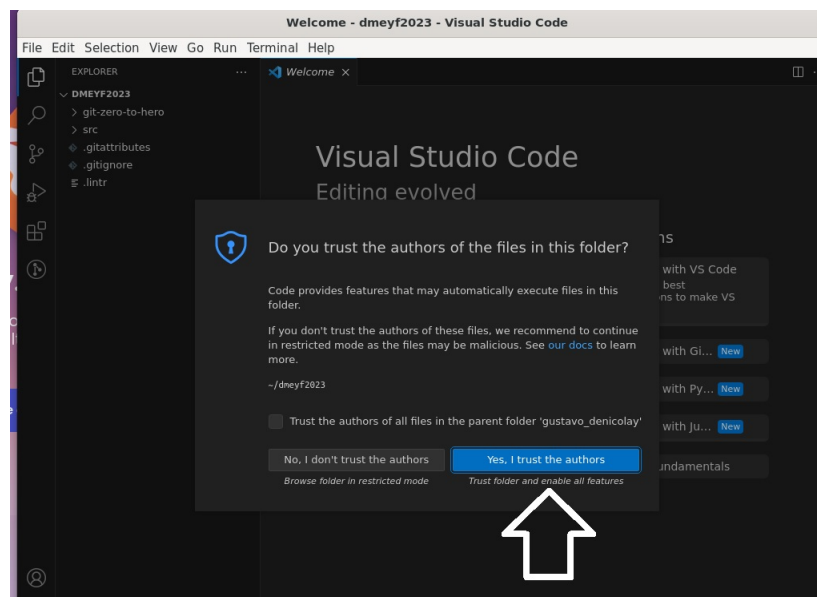 Welcome - dmeyf2023 - Visual Studio Code
File Edit Selection View Go Run Terminal Help
EXPLORER
Welcome
DMEYF2023
git-zero-to-hero
src
.gitattributes
.gitignore
.lintr
Visual Studio Code
Editing evolved
Do you trust the authors of the files in this folder?
Code provides features that may automatically execute files in this
folder.
If you don't trust the authors of these files, we recommend to continue
in restricted mode as the files may be malicious. See our docs to learn
more.
~/dmeyf2023
Trust the authors of all files in the parent folder 'gustavo_denicolay'
No, I don't trust the authors
Yes, I trust the authors
Browse folder in restricted mode
Trust folder and enable all features
ns
with VS Code
best
ns to make VS
with Gi... New
with Py... New
with Ju... New
undamentals